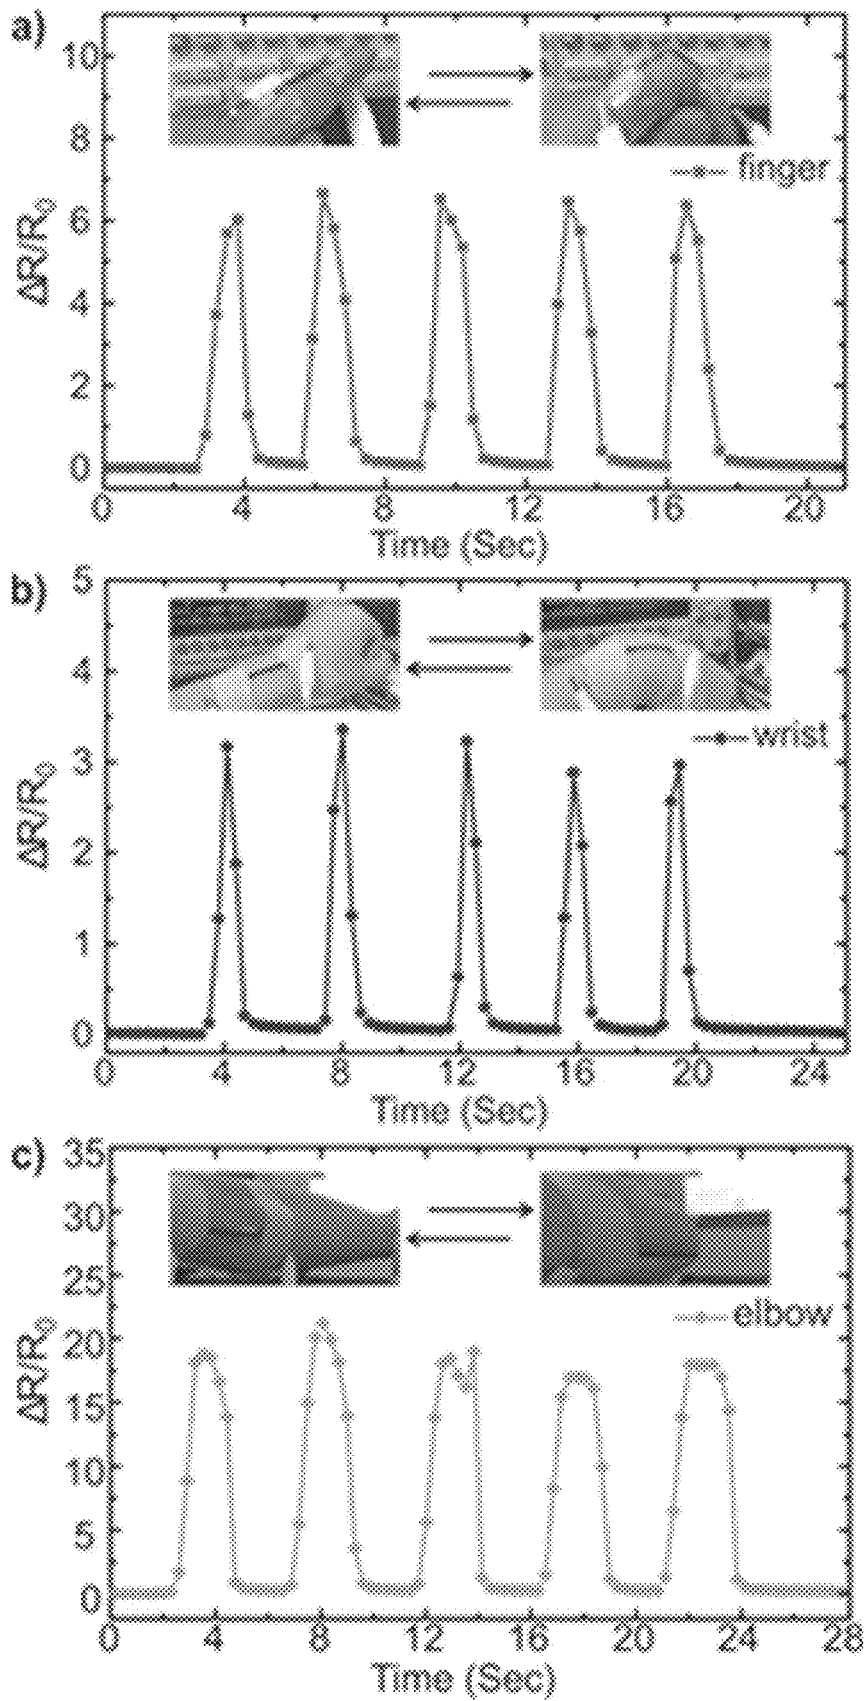 a)
10
8
6
4
2
0
ΔR/R₀
finger
0 4 8 12 16 20
Time (Sec)
b)
5
4
3
2
1
0
ΔR/R₀
wrist
0 4 8 12 16 20 24
Time (Sec)
c)
35
30
25
20
15
10
5
0
ΔR/R₀
elbow
0 4 8 12 16 20 24 28
Time (Sec)